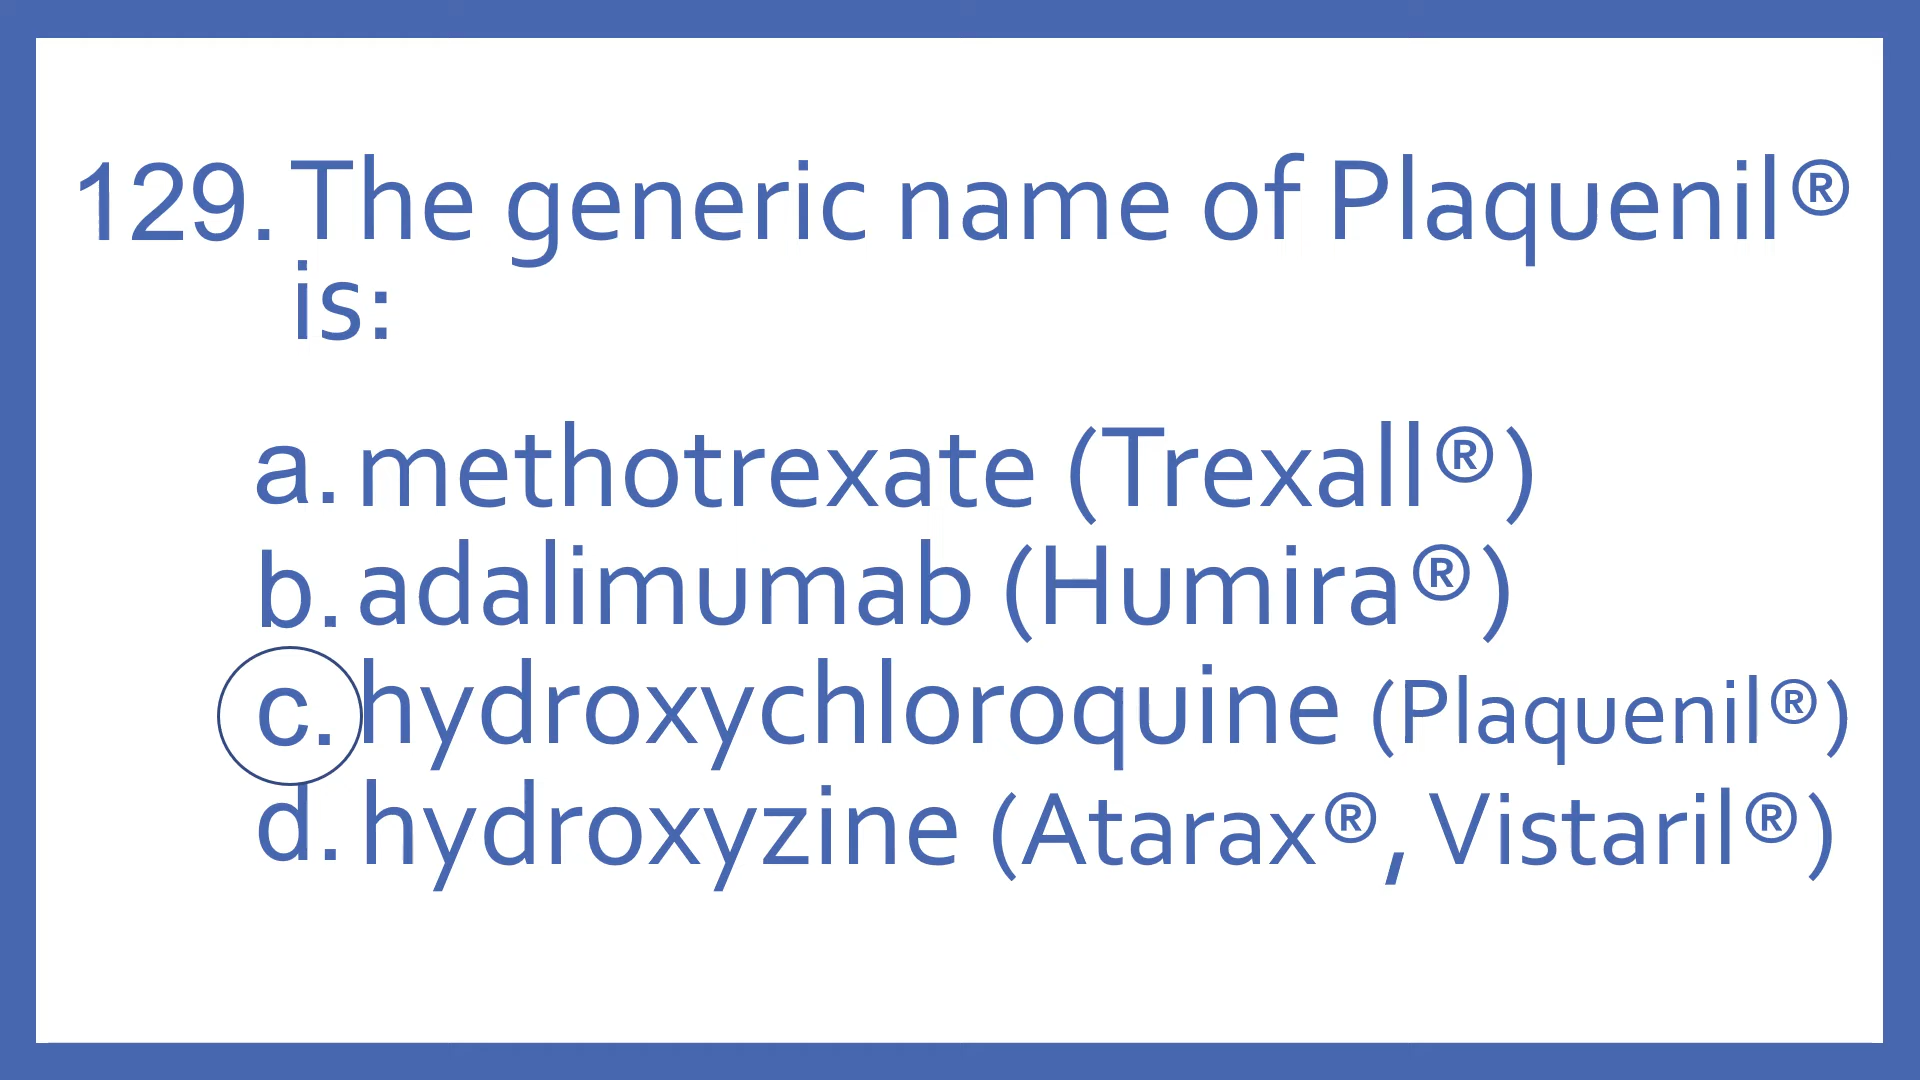 129. The generic name of Plaquenil®
is:
a. methotrexate (Trexall®)
b. adalimumab (Humira®)
c. hydroxychloroquine (Plaquenil®)
d. hydroxyzine (Atarax®, Vistaril®)